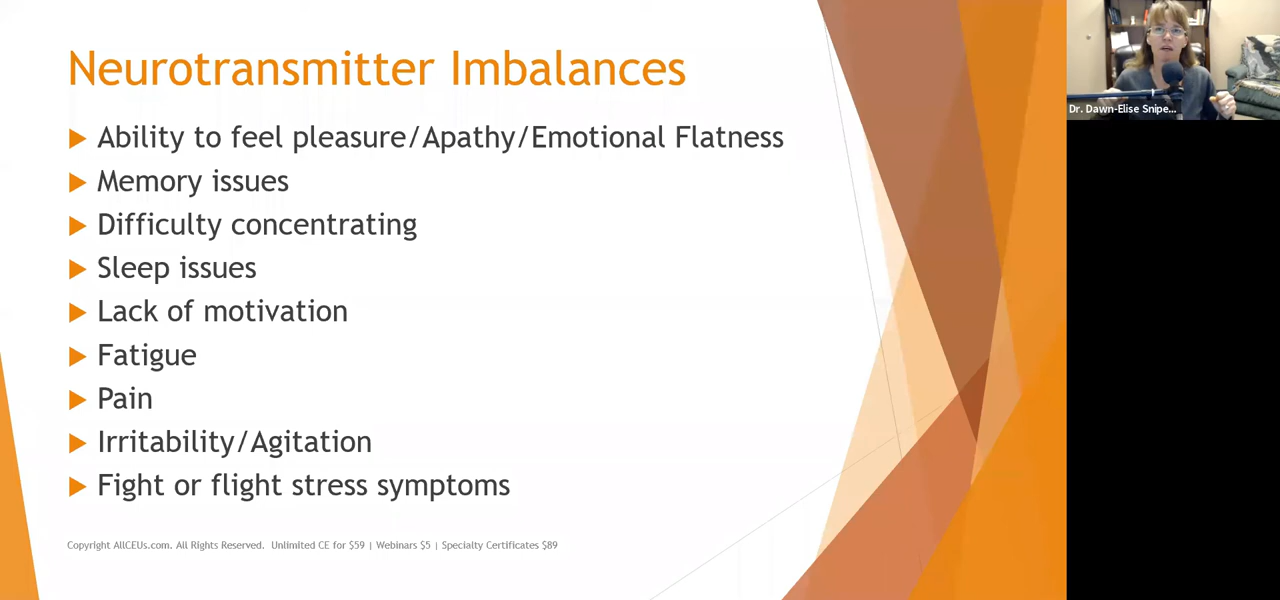 Neurotransmitter Imbalances
Ability to feel pleasure/Apathy/Emotional Flatness
Memory issues
Difficulty concentrating
Sleep issues
Lack of motivation
Fatigue
Pain
Irritability/Agitation
Fight or flight stress symptoms
Copyright AllCEUs.com. All Rights Reserved. Unlimited CE for $59 | Webinars $5 | Specialty Certificates $89
Dr. Dawn-Elise Snipe...